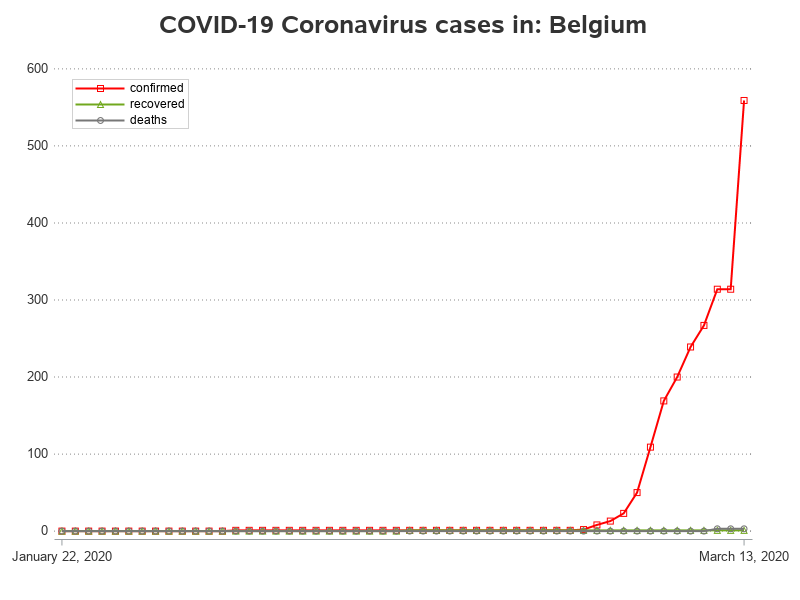 COVID-19 Coronavirus cases in: Belgium
600
confirmed
recovered
deaths
500
400
300
200
100
0
January 22, 2020
March 13, 2020